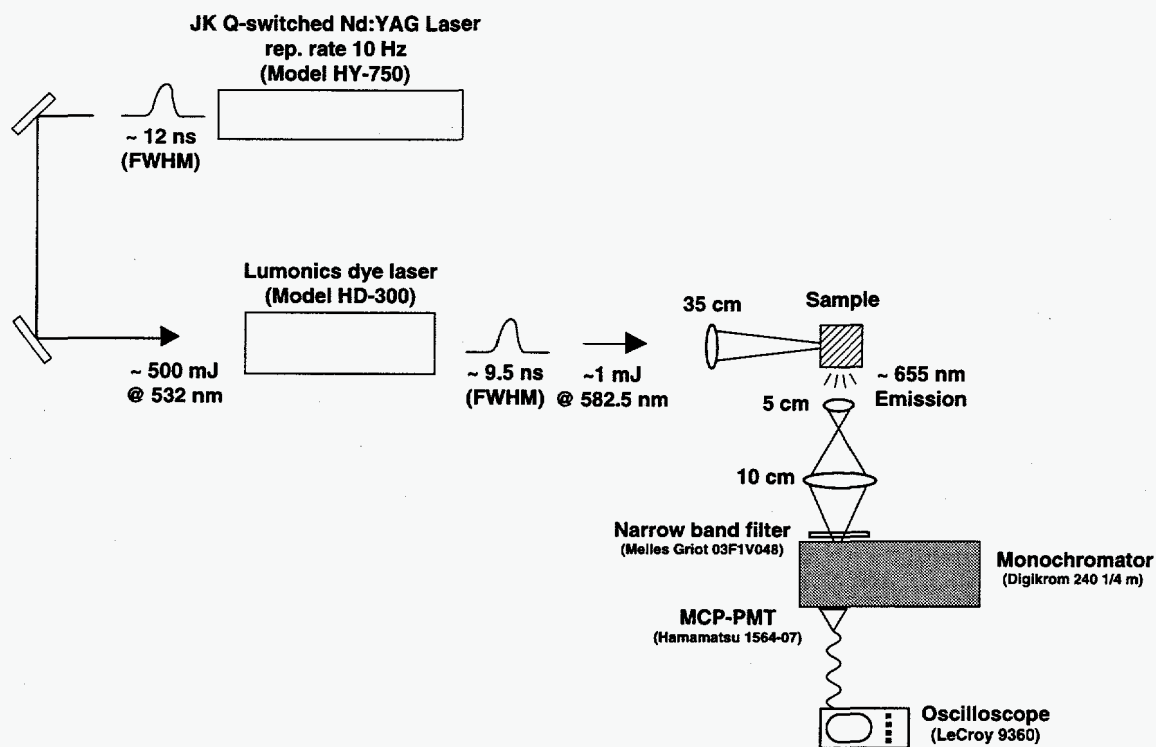 JK Q-switched Nd:YAG Laser
rep. rate 10 Hz
(Model HY-750)
~ 12 ns
(FWHM)
Lumonics dye laser
(Model HD-300)
~ 500 mJ
@ 532 nm
~ 9.5 ns
(FWHM)
~1 mJ
@ 582.5 nm
35 cm
Sample
~ 655 nm
Emission
5 cm
10 cm
Narrow band filter
(Melles Griot 03F1V048)
Monochromator
(Digikrom 240 1/4 m)
MCP-PMT
(Hamamatsu 1564-07)
Oscilloscope
(LeCroy 9360)